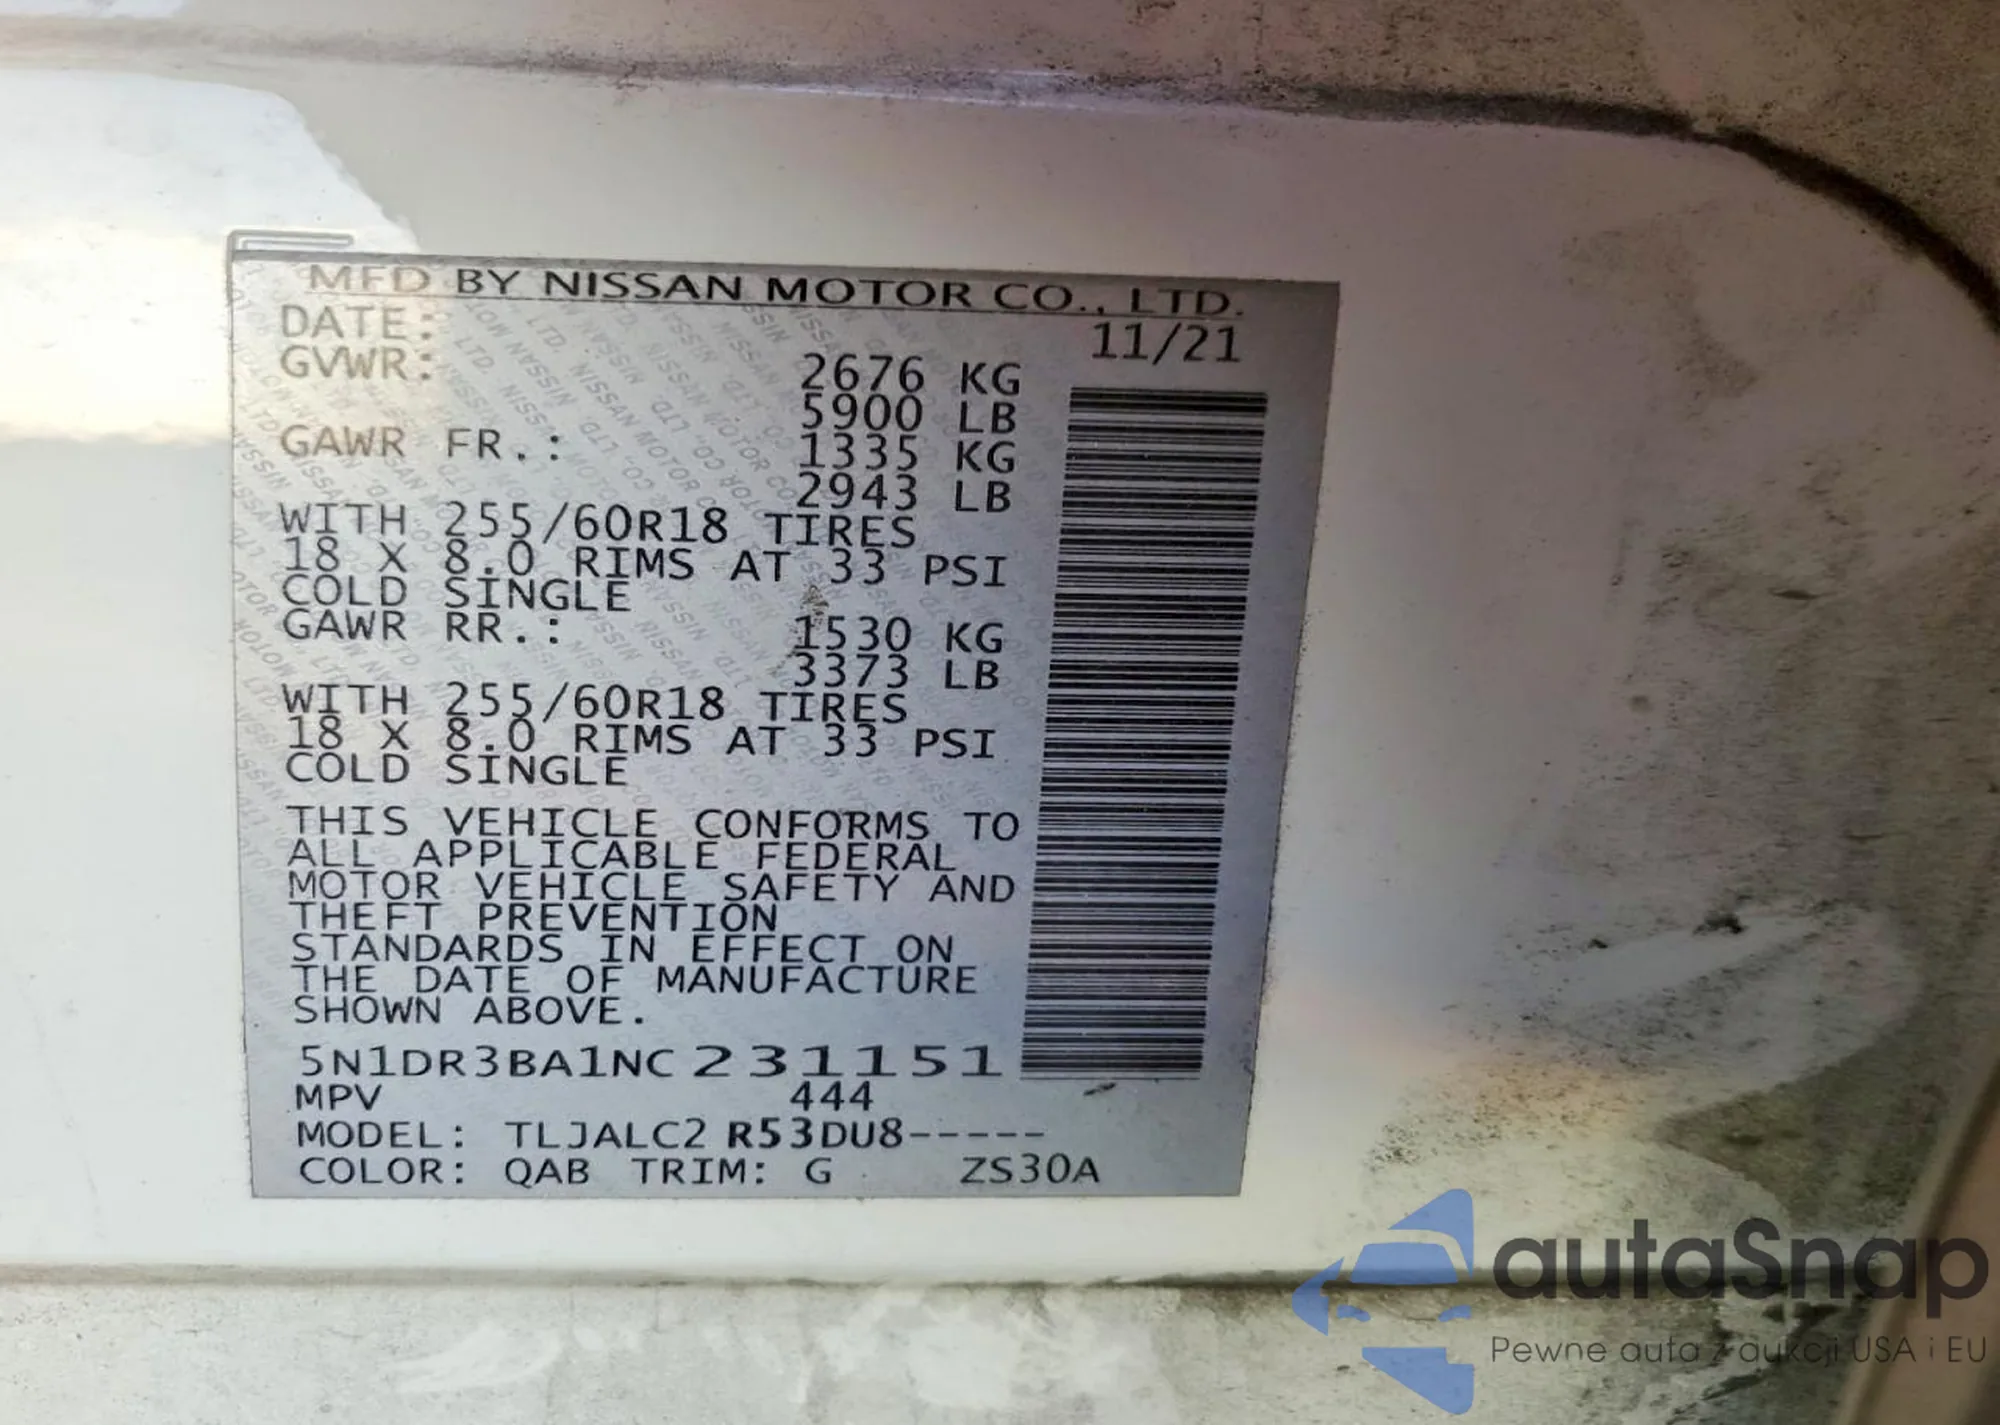 MFD BY NISSAN MOTOR CO., LTD.
DATE: 11/21
GVWR: 2676 KG
5900 LB
GAWR FR.: 1335 KG
2943 LB
WITH 255/60R18 TIRES
18 X 8.0 RIMS AT 33 PSI
COLD SINGLE
GAWR RR.: 1530 KG
3373 LB
WITH 255/60R18 TIRES
18 X 8.0 RIMS AT 33 PSI
COLD SINGLE
THIS VEHICLE CONFORMS TO
ALL APPLICABLE FEDERAL
MOTOR VEHICLE SAFETY AND
THEFT PREVENTION
STANDARDS IN EFFECT ON
THE DATE OF MANUFACTURE
SHOWN ABOVE.
5N1DR3BA1NC231151
MPV 444
MODEL: TLJALC2 R53DU8-----
COLOR: QAB TRIM: G ZS30A
autaSnap
Pewne auta z aukcji USA i EU